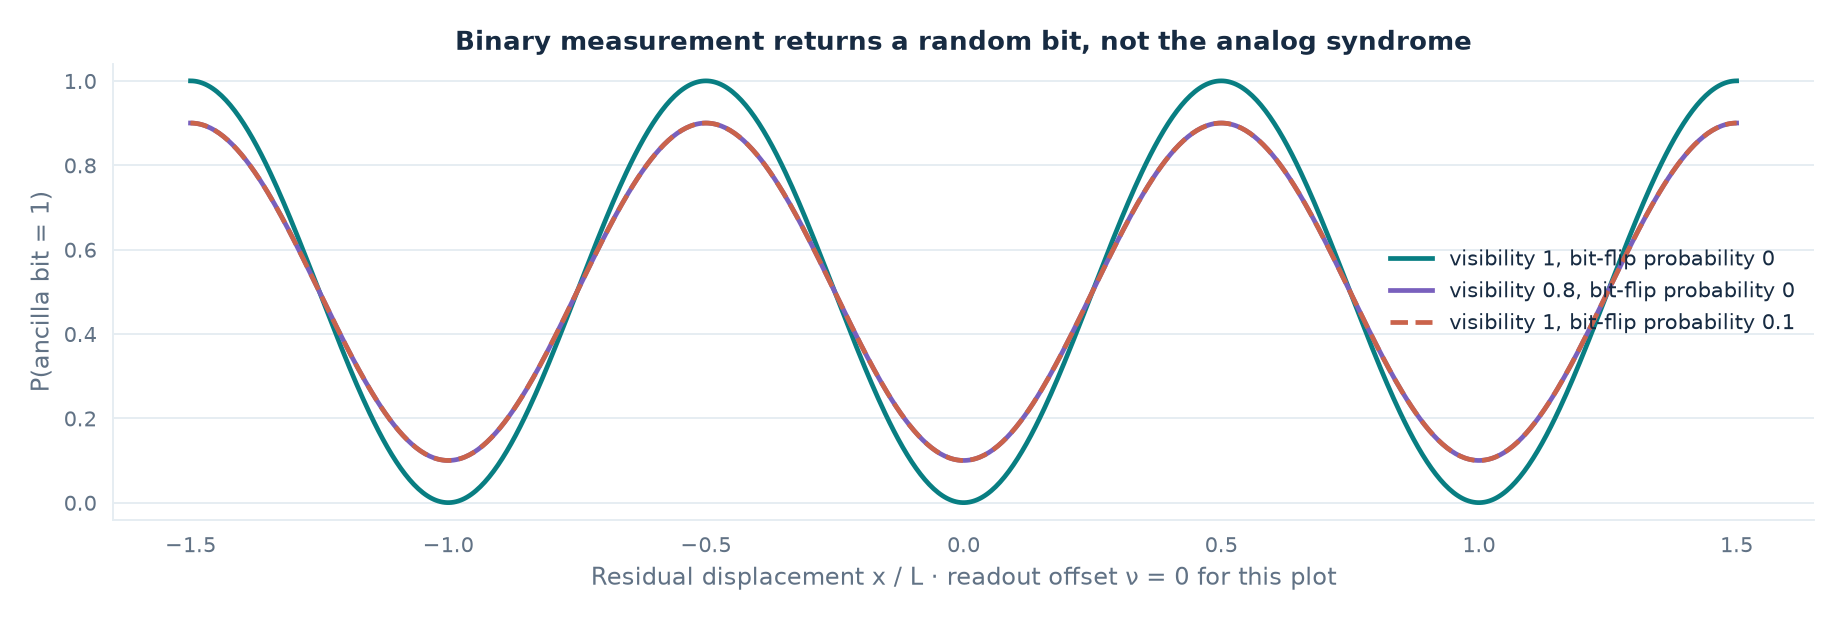 Binary measurement returns a random bit, not the analog syndrome
P(ancilla bit = 1)
1.0
0.8
0.6
0.4
0.2
0.0
visibility 1, bit-flip probability 0
visibility 0.8, bit-flip probability 0
visibility 1, bit-flip probability 0.1
−1.5 −1.0 −0.5 0.0 0.5 1.0 1.5
Residual displacement x / L · readout offset ν = 0 for this plot